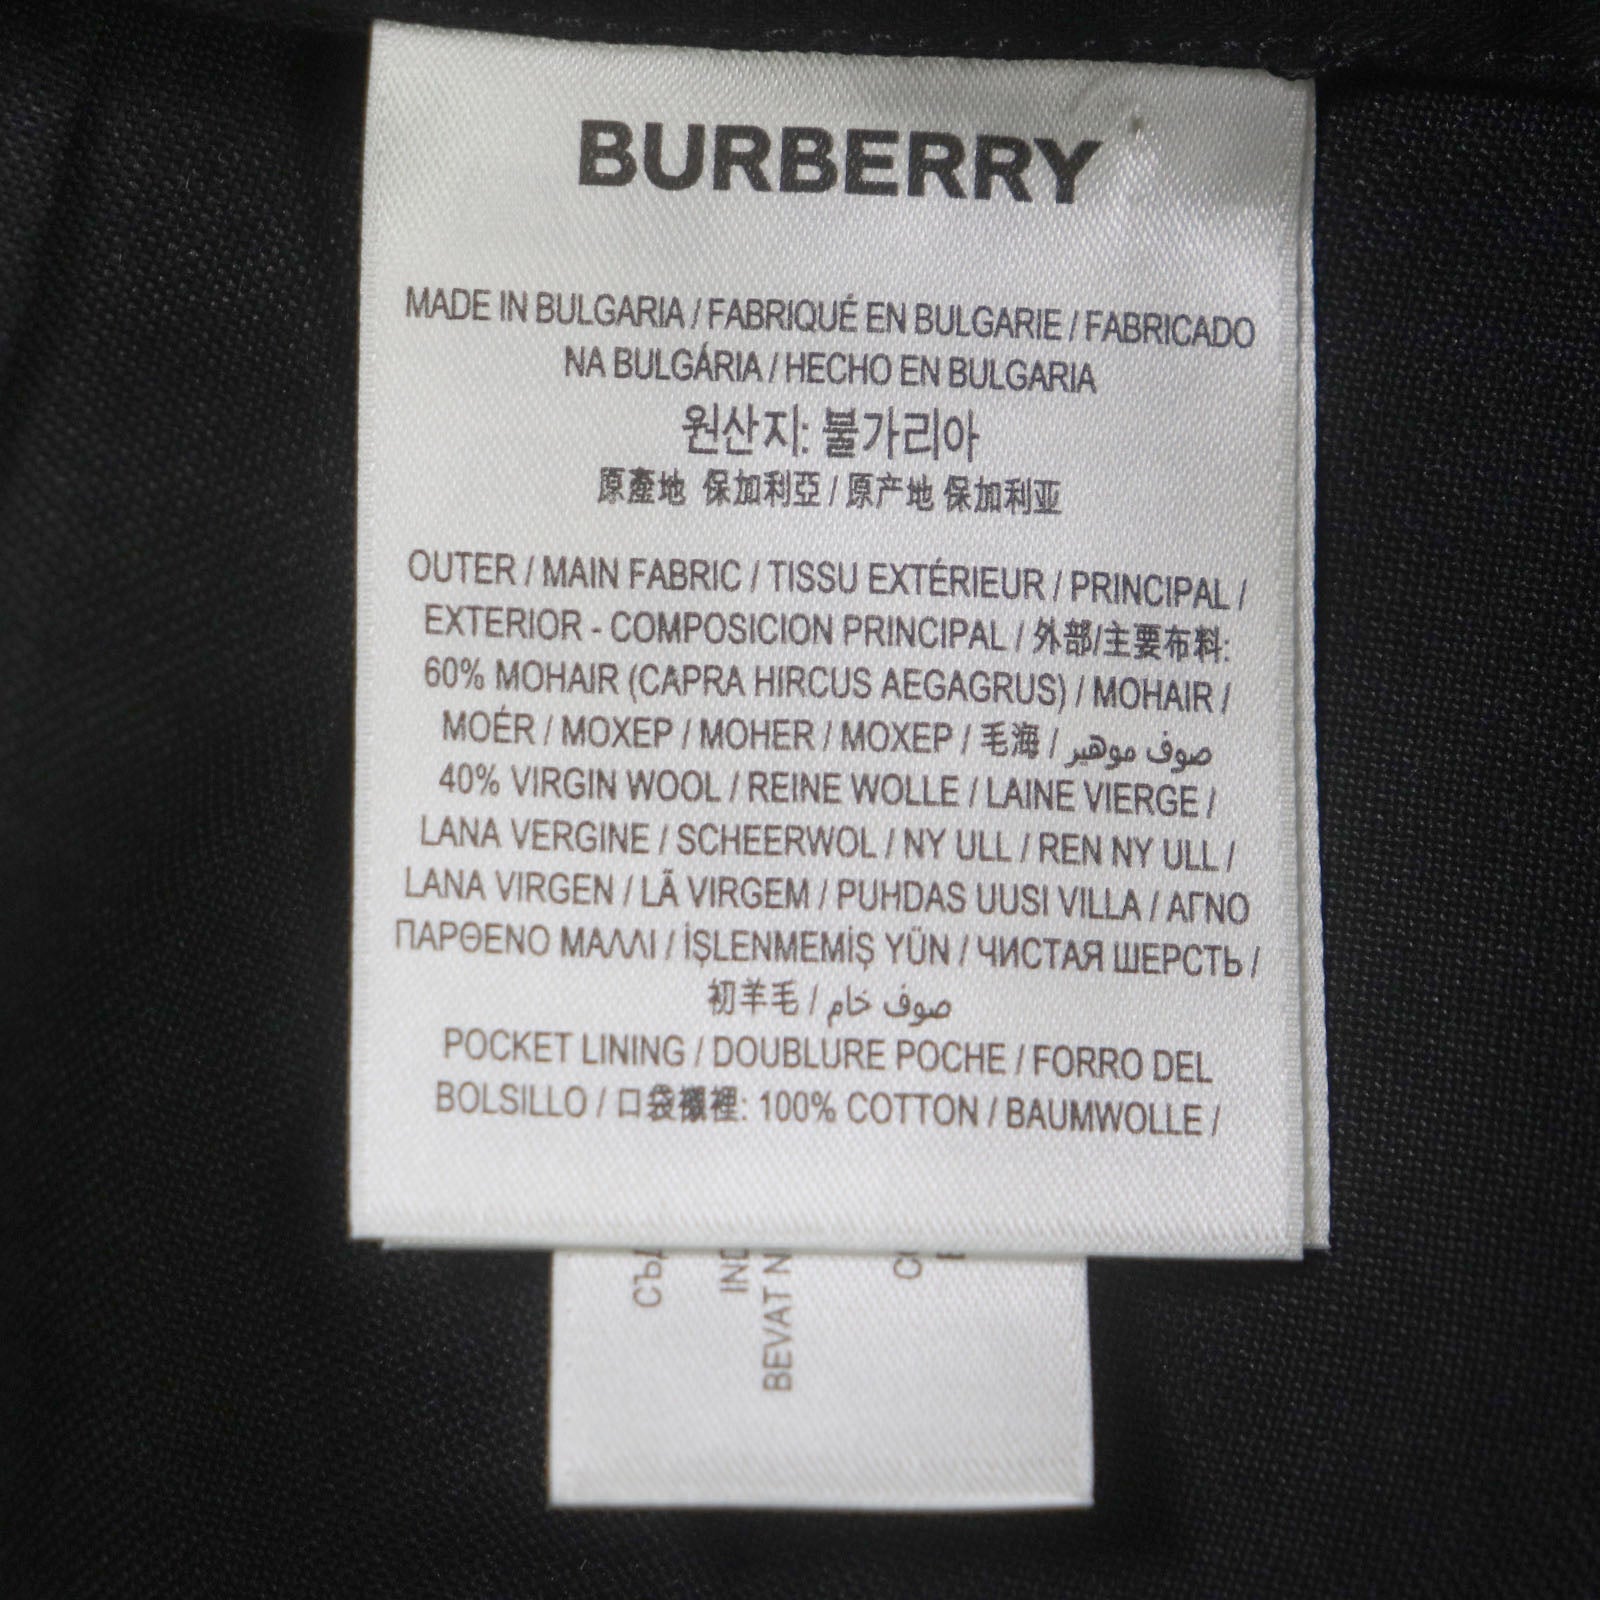 BURBERRY
MADE IN BULGARIA / FABRIQUÉ EN BULGARIE / FABRICADO
NA BULGÁRIA / HECHO EN BULGARIA
원산지: 불가리아
原產地 保加利亞 / 原产地 保加利亚
OUTER / MAIN FABRIC / TISSU EXTÉRIEUR / PRINCIPAL /
EXTERIOR - COMPOSICION PRINCIPAL / 外部/主要布料:
60% MOHAIR (CAPRA HIRCUS AEGAGRUS) / MOHAIR /
MOÉR / МОХЕР / MOHER / МОХЕР / 毛海 / صوف موهير
40% VIRGIN WOOL / REINE WOLLE / LAINE VIERGE /
LANA VERGINE / SCHEERWOL / NY ULL / REN NY ULL /
LANA VIRGEN / LÃ VIRGEM / PUHDAS UUSI VILLA / ΑΓΝΟ
ΠΑΡΘΕΝΟ ΜΑΛΛΙ / İŞLENMEMİŞ YÜN / ЧИСТАЯ ШЕРСТЬ /
初羊毛 / صوف خام
POCKET LINING / DOUBLURE POCHE / FORRO DEL
BOLSILLO / 口袋襯裡: 100% COTTON / BAUMWOLLE /
BEVAT N